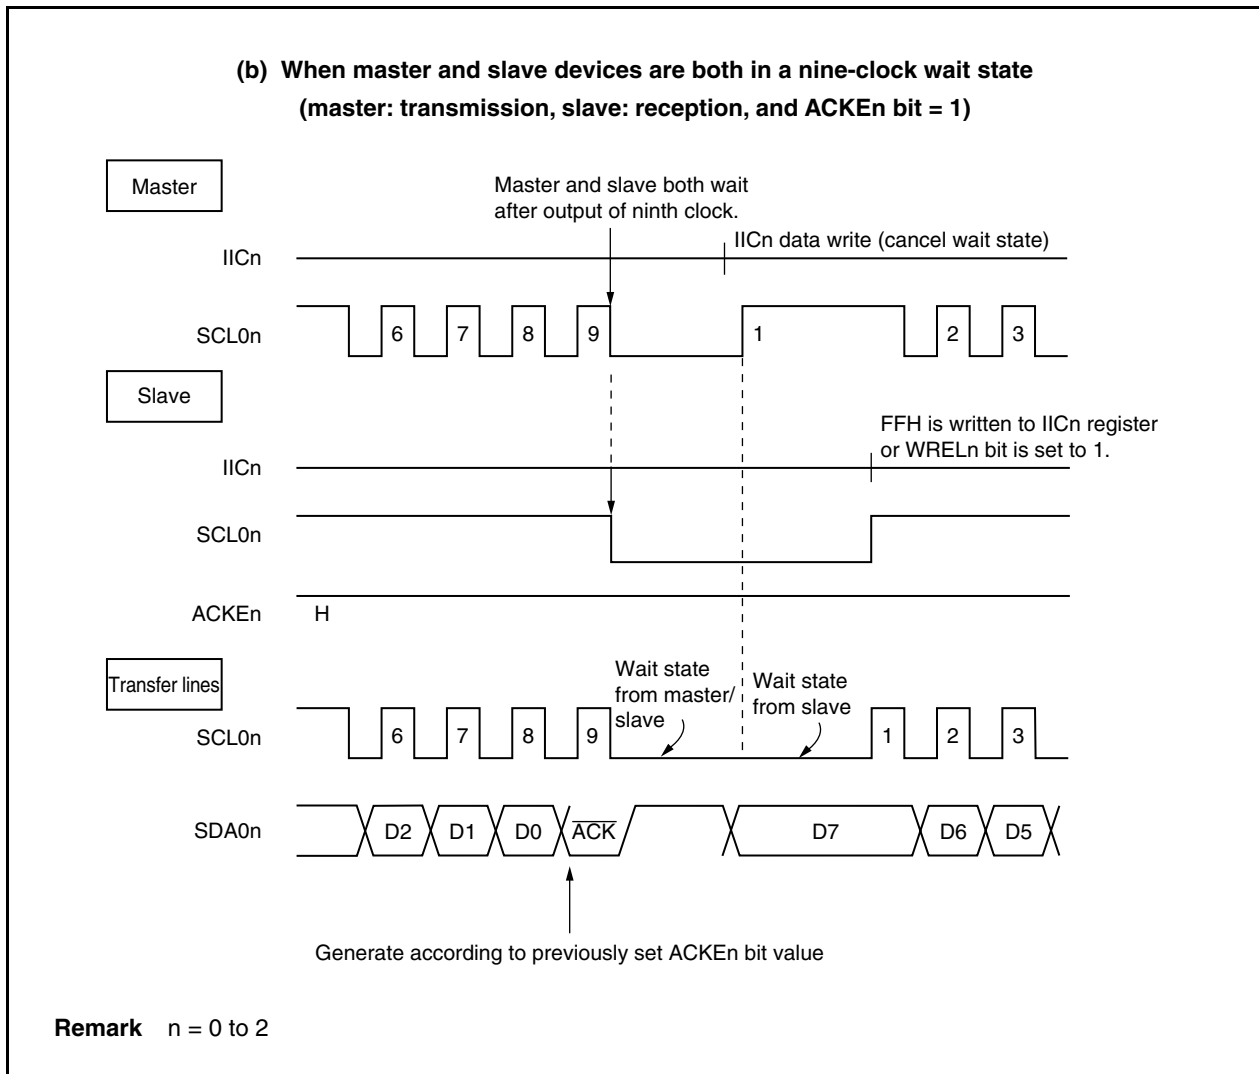 (b) When master and slave devices are both in a nine-clock wait state
(master: transmission, slave: reception, and ACKEn bit = 1)
Master
Master and slave both wait
after output of ninth clock.
IICn data write (cancel wait state)
IICn
SCL0n
6 7 8 9 1 2 3
Slave
FFH is written to IICn register
or WRELn bit is set to 1.
IICn
SCL0n
ACKEn H
Transfer lines
Wait state
from master/
slave
Wait state
from slave
SCL0n
6 7 8 9 1 2 3
SDA0n
D2 D1 D0 ACK D7 D6 D5
Generate according to previously set ACKEn bit value
Remark n = 0 to 2